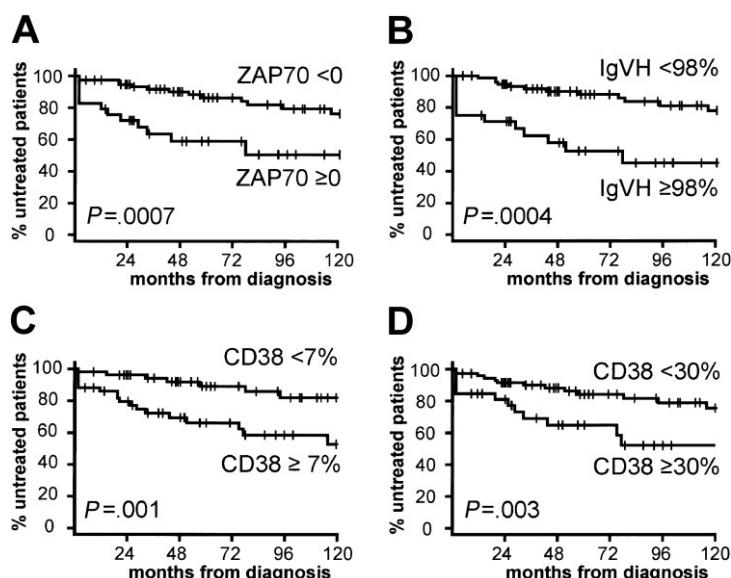 A
% untreated patients
100
80
60
40
20
0
ZAP70 <0
ZAP70 ≥0
P=.0007
24 48 72 96 120
months from diagnosis
B
% untreated patients
100
80
60
40
20
0
IgVH <98%
IgVH ≥98%
P=.0004
24 48 72 96 120
months from diagnosis
C
% untreated patients
100
80
60
40
20
0
CD38 <7%
CD38 ≥ 7%
P=.001
24 48 72 96 120
months from diagnosis
D
% untreated patients
100
80
60
40
20
0
CD38 <30%
CD38 ≥30%
P=.003
24 48 72 96 120
months from diagnosis